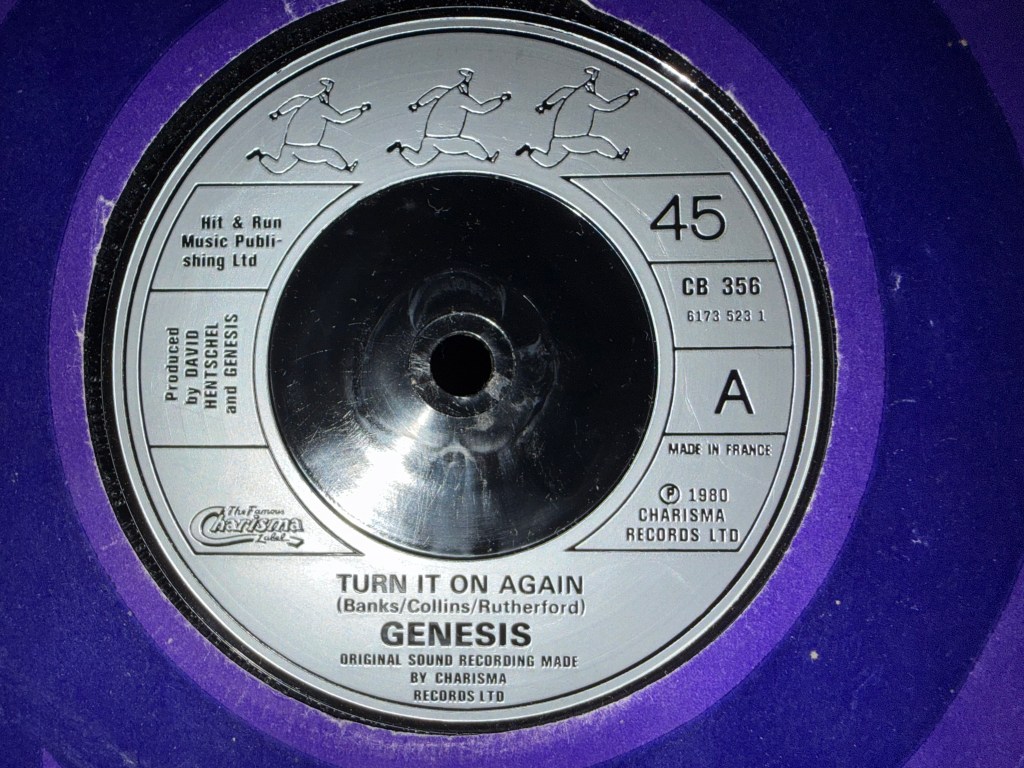 Hit & Run
Music Publi-
shing Ltd
Produced
by DAVID
HENTSCHEL
and GENESIS
The Famous
Charisma
Label
45
CB 356
6173 523 1
A
MADE IN FRANCE
℗ 1980
CHARISMA
RECORDS LTD
TURN IT ON AGAIN
(Banks/Collins/Rutherford)
GENESIS
ORIGINAL SOUND RECORDING MADE
BY CHARISMA
RECORDS LTD